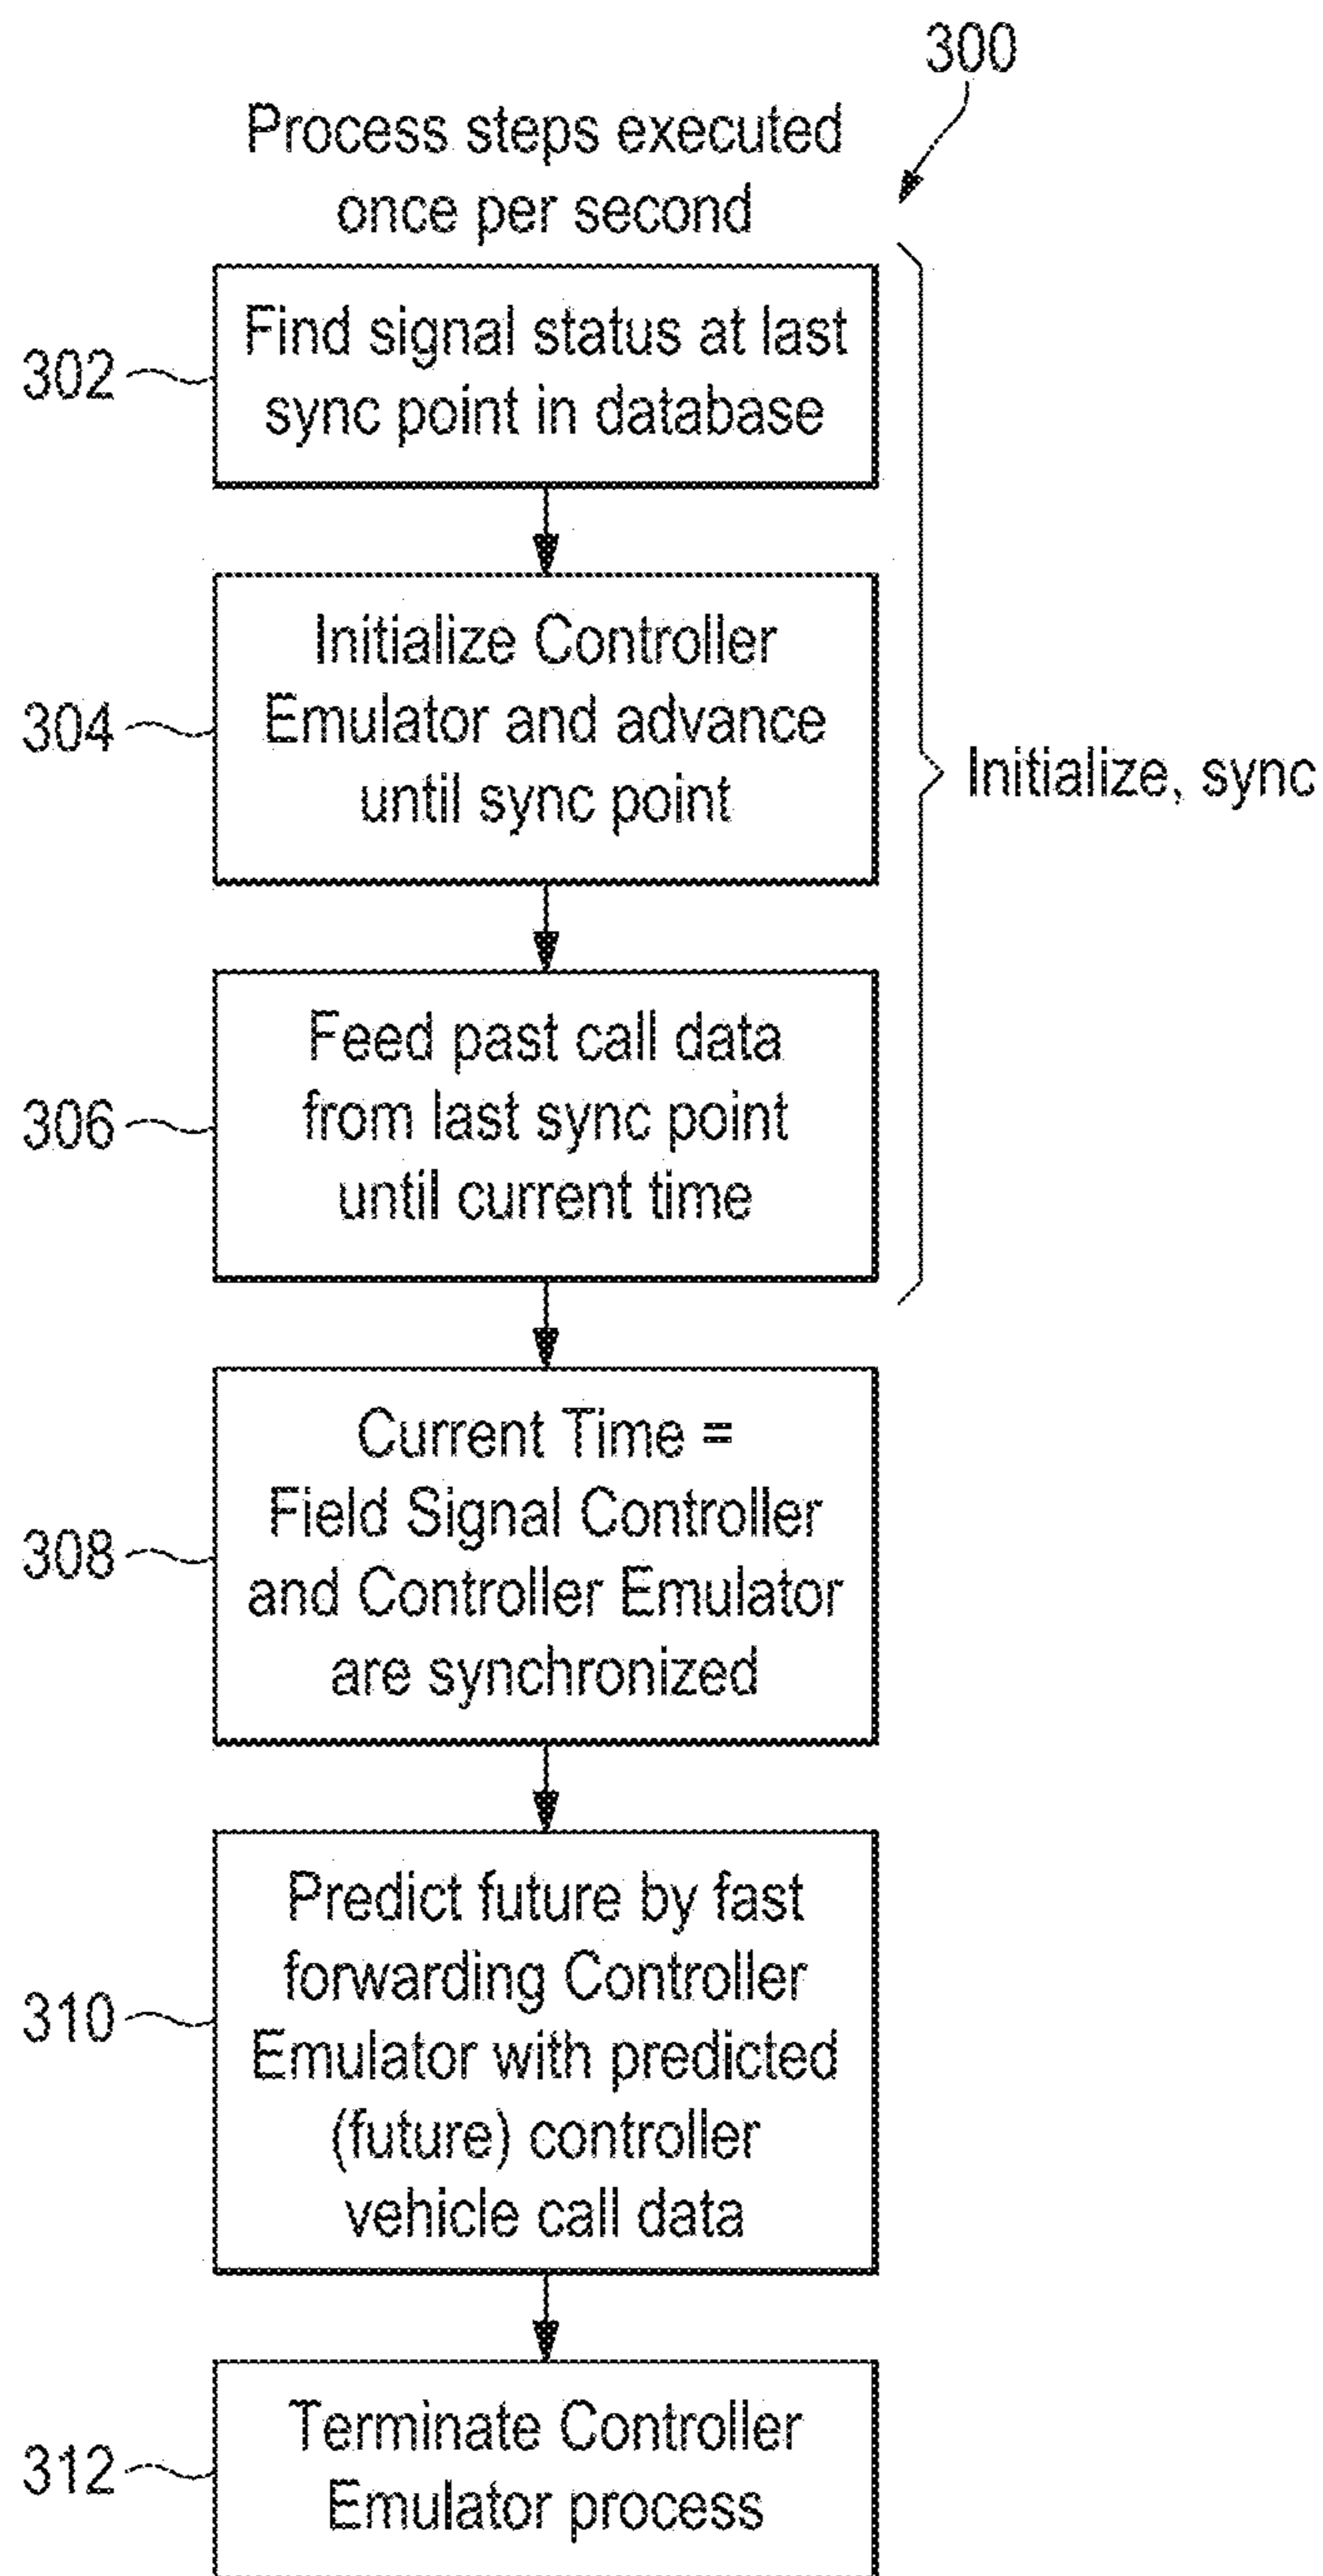 300
Process steps executed
once per second
302
Find signal status at last
sync point in database
304
Initialize Controller
Emulator and advance
until sync point
Initialize, sync
306
Feed past call data
from last sync point
until current time
308
Current Time =
Field Signal Controller
and Controller Emulator
are synchronized
310
Predict future by fast
forwarding Controller
Emulator with predicted
(future) controller
vehicle call data
312
Terminate Controller
Emulator process